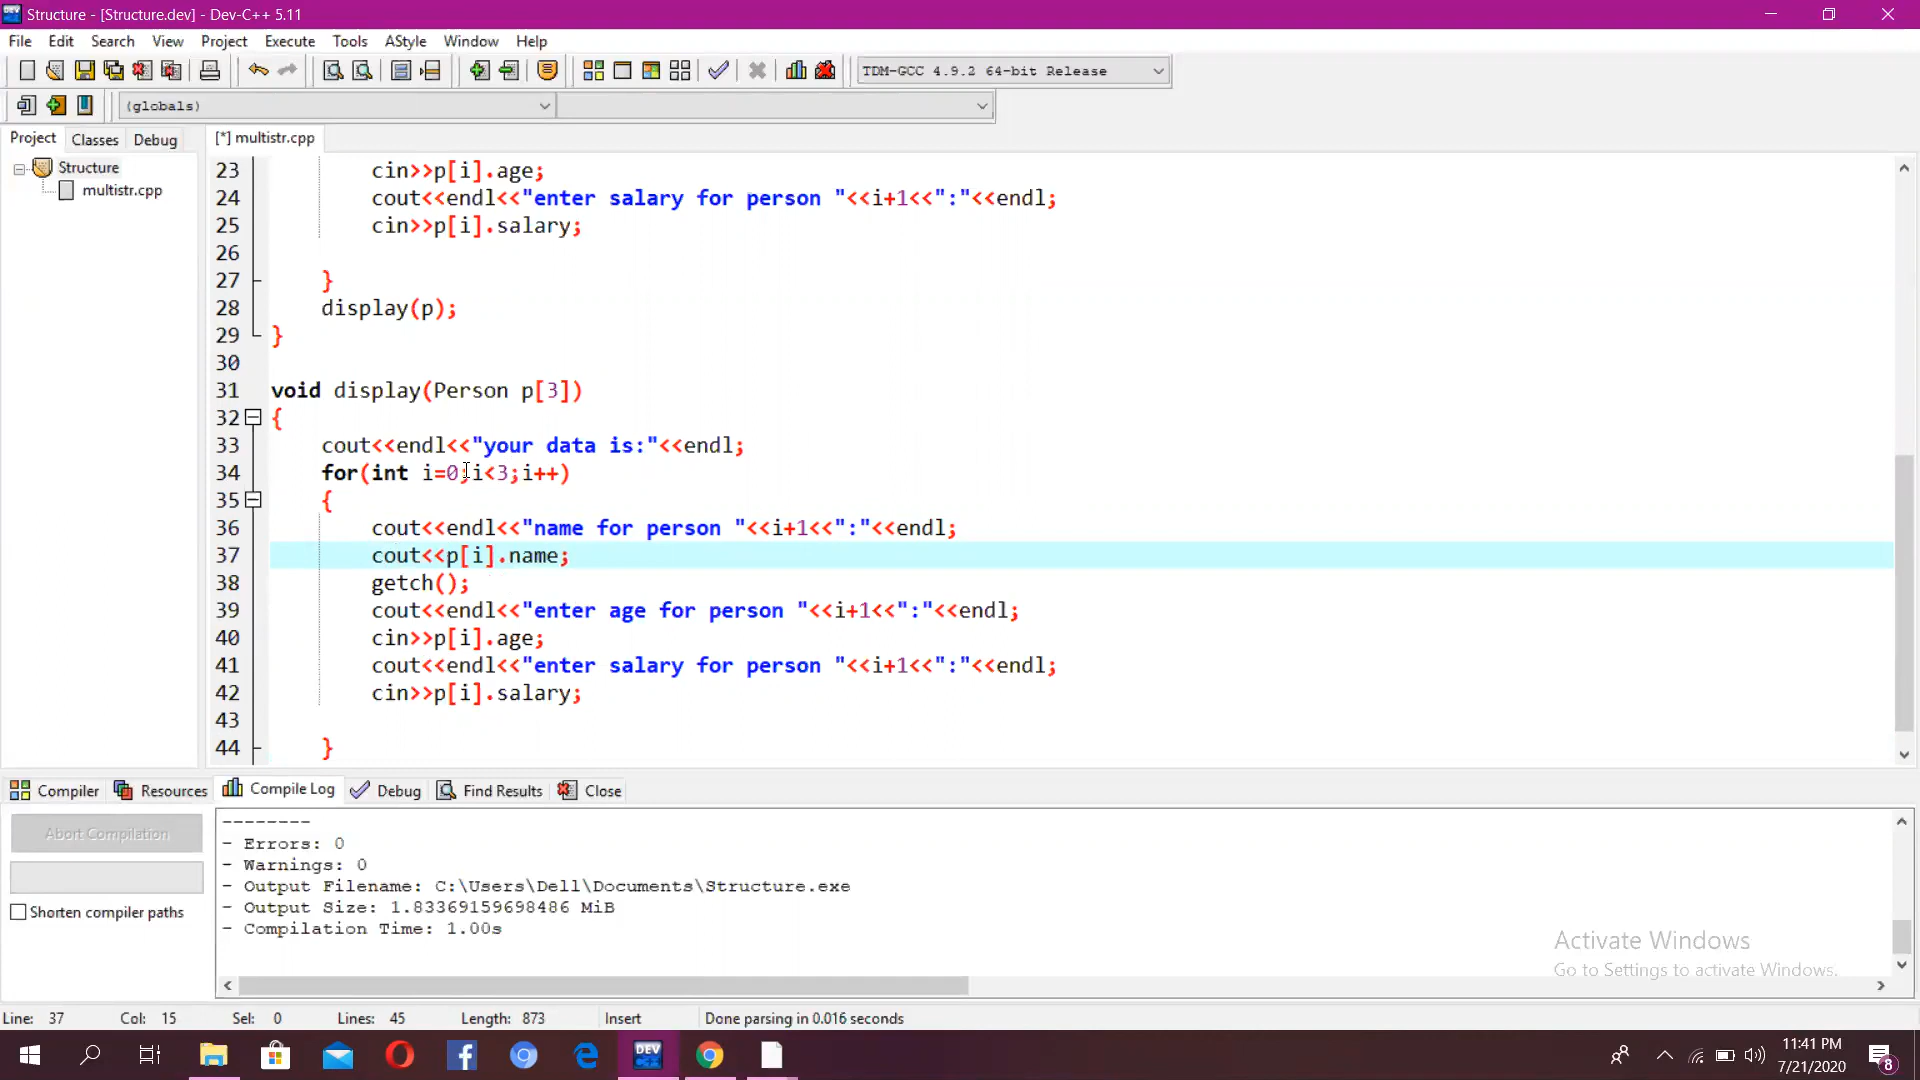 Structure - [Structure.dev] - Dev-C++ 5.11
File Edit Search View Project Execute Tools AStyle Window Help
TDM-GCC 4.9.2 64-bit Release
(globals)
Project Classes Debug [*] multistr.cpp
Structure
multistr.cpp
23 cin>>p[i].age;
24 cout<<endl<<"enter salary for person "<<i+1<<":"<<endl;
25 cin>>p[i].salary;
26
27 }
28 display(p);
29 }
30
31 void display(Person p[3])
32 {
33 cout<<endl<<"your data is:"<<endl;
34 for(int i=0;i<3;i++)
35 {
36 cout<<endl<<"name for person "<<i+1<<":"<<endl;
37 cout<<p[i].name;
38 getch();
39 cout<<endl<<"enter age for person "<<i+1<<":"<<endl;
40 cin>>p[i].age;
41 cout<<endl<<"enter salary for person "<<i+1<<":"<<endl;
42 cin>>p[i].salary;
43
44 }
Compiler Resources Compile Log Debug Find Results Close
Abort Compilation
Shorten compiler paths
--------
- Errors: 0
- Warnings: 0
- Output Filename: C:\Users\Dell\Documents\Structure.exe
- Output Size: 1.83369159698486 MiB
- Compilation Time: 1.00s
Activate Windows
Go to Settings to activate Windows.
Line: 37 Col: 15 Sel: 0 Lines: 45 Length: 873 Insert Done parsing in 0.016 seconds
DEV
11:41 PM
7/21/2020
8